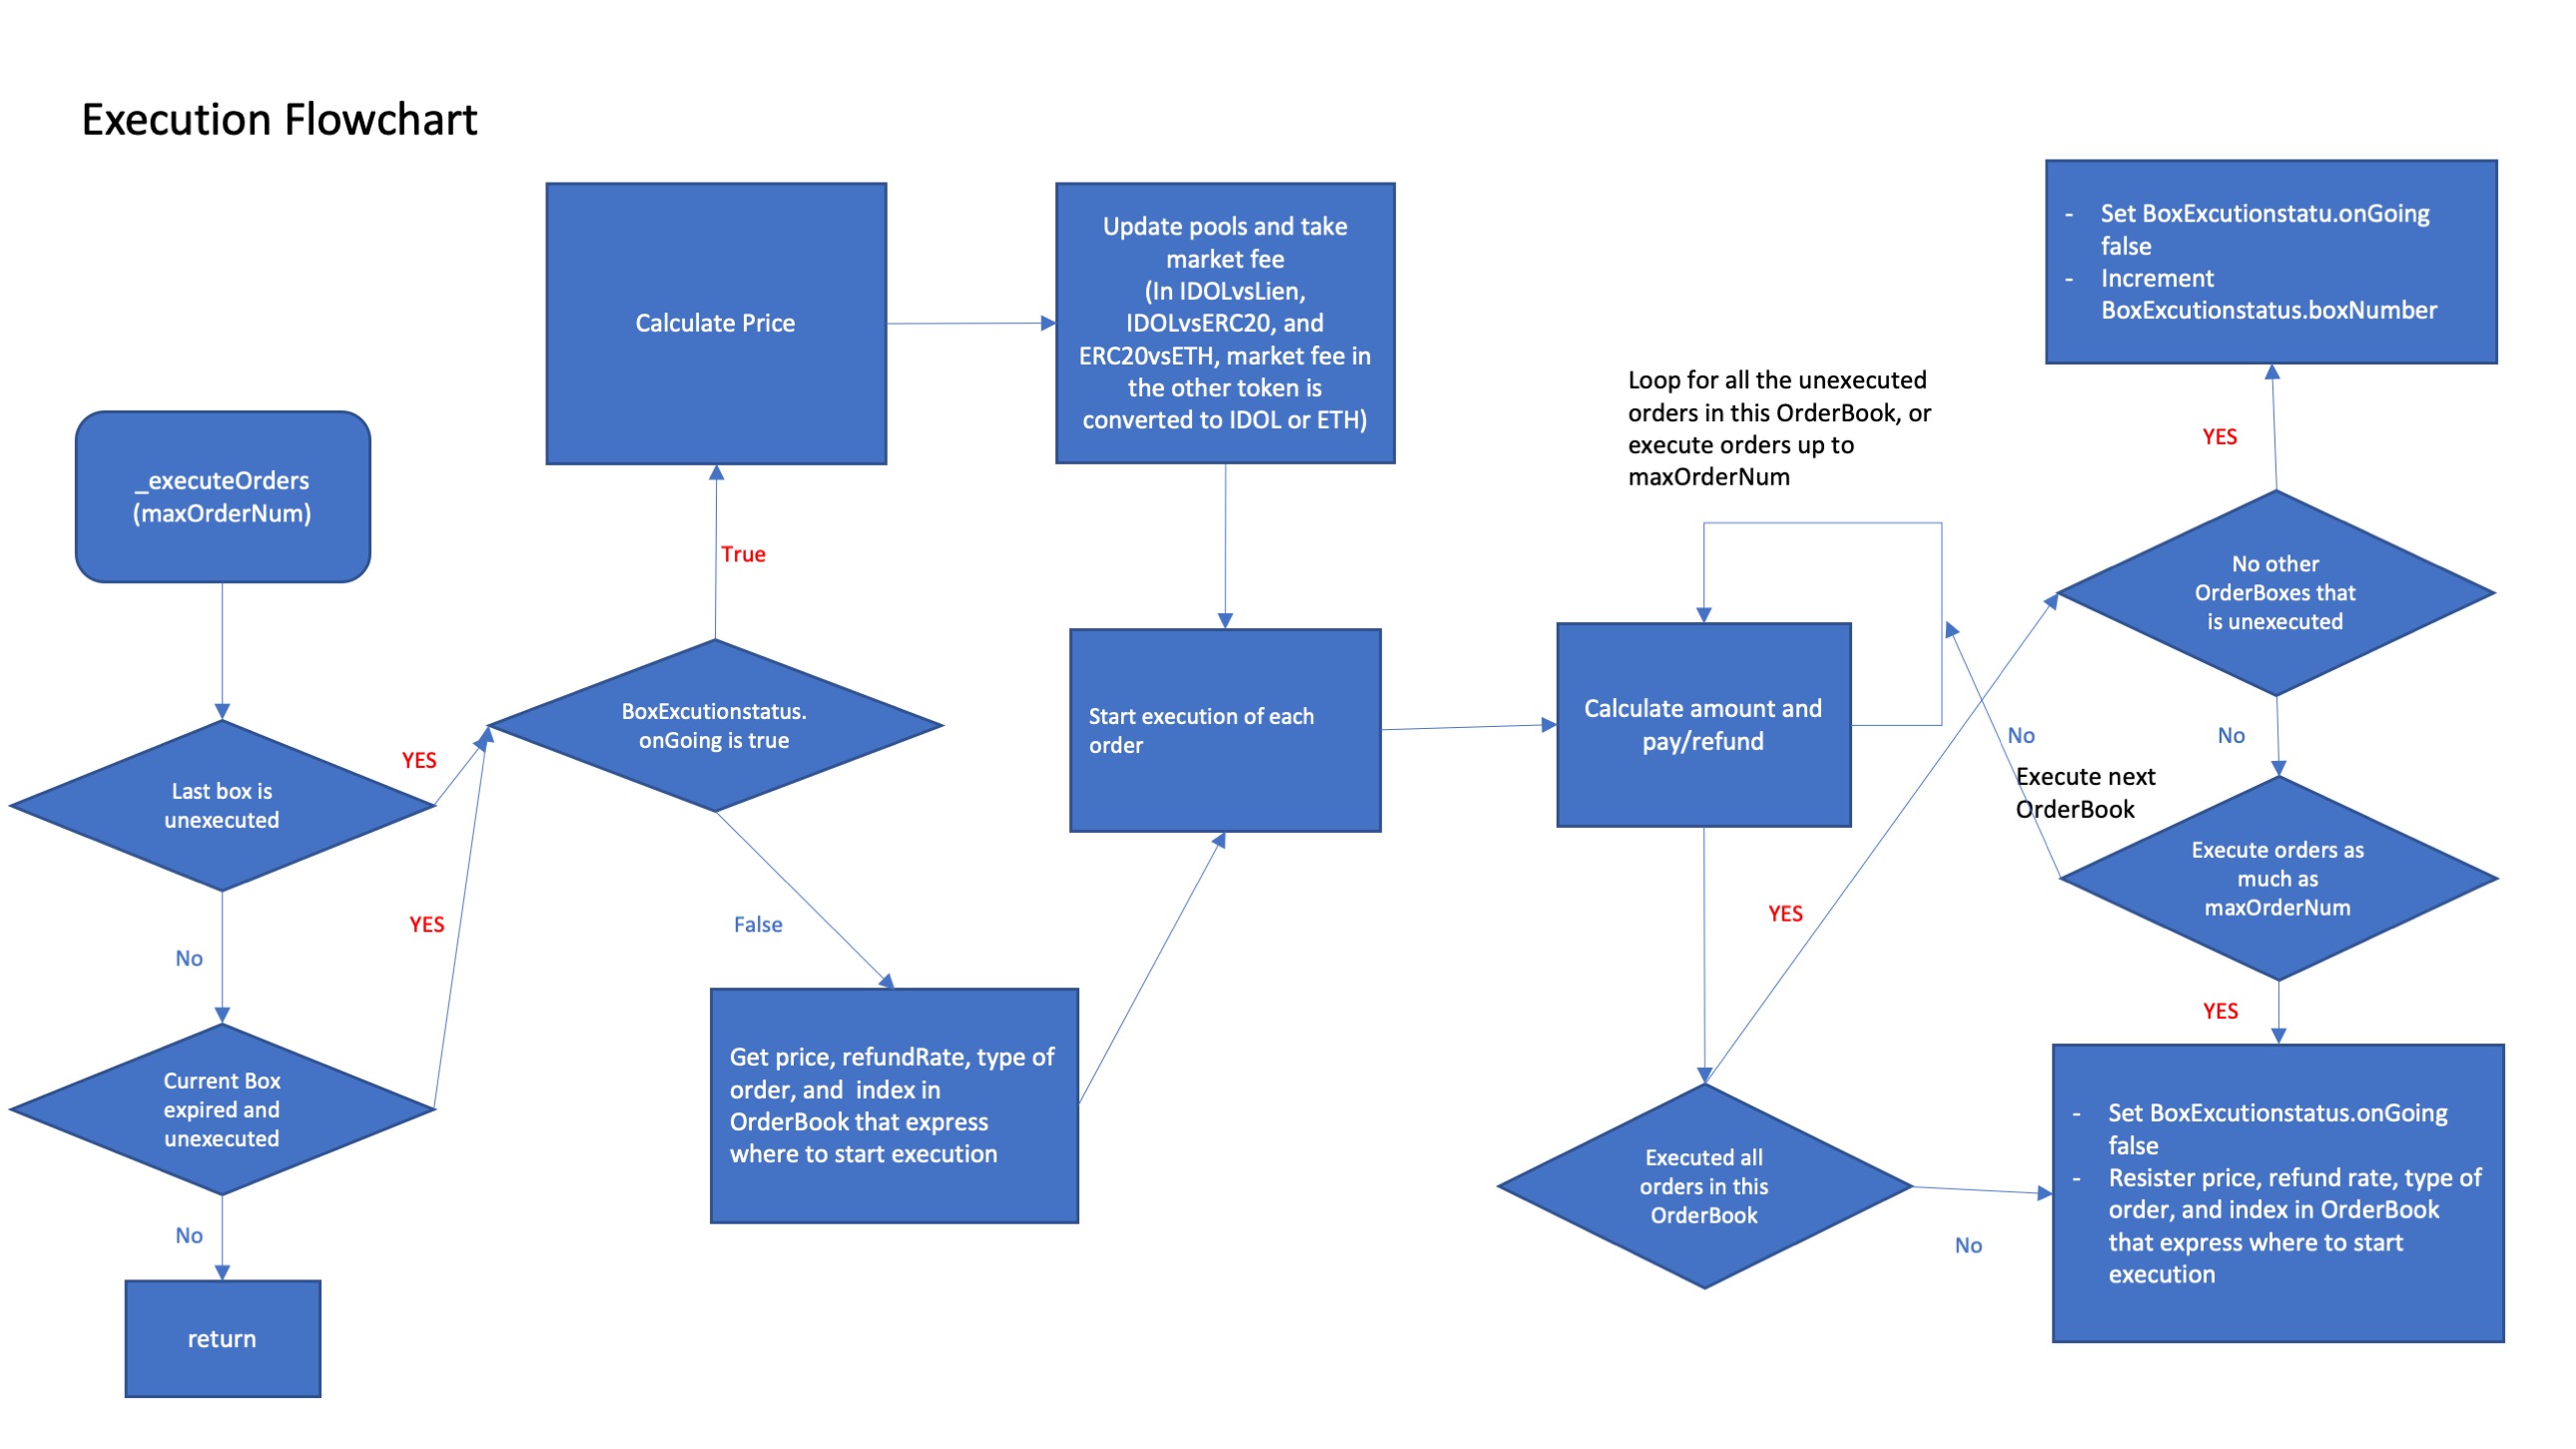 Execution Flowchart
_executeOrders
(maxOrderNum)
Last box is
unexecuted
YES
No
Current Box
expired and
unexecuted
YES
No
return
BoxExcutionstatus.
onGoing is true
True
False
Calculate Price
Update pools and take
market fee
(In IDOLvsLien,
IDOLvsERC20, and
ERC20vsETH, market fee in
the other token is
converted to IDOL or ETH)
Get price, refundRate, type of
order, and  index in
OrderBook that express
where to start execution
Start execution of each
order
Loop for all the unexecuted
orders in this OrderBook, or
execute orders up to
maxOrderNum
Calculate amount and
pay/refund
Executed all
orders in this
OrderBook
YES
No
No other
OrderBoxes that
is unexecuted
YES
No
- Set BoxExcutionstatu.onGoing
false
- Increment
BoxExcutionstatus.boxNumber
Execute orders as
much as
maxOrderNum
No
Execute next
OrderBook
YES
- Set BoxExcutionstatus.onGoing
false
- Resister price, refund rate, type of
order, and index in OrderBook
that express where to start
execution